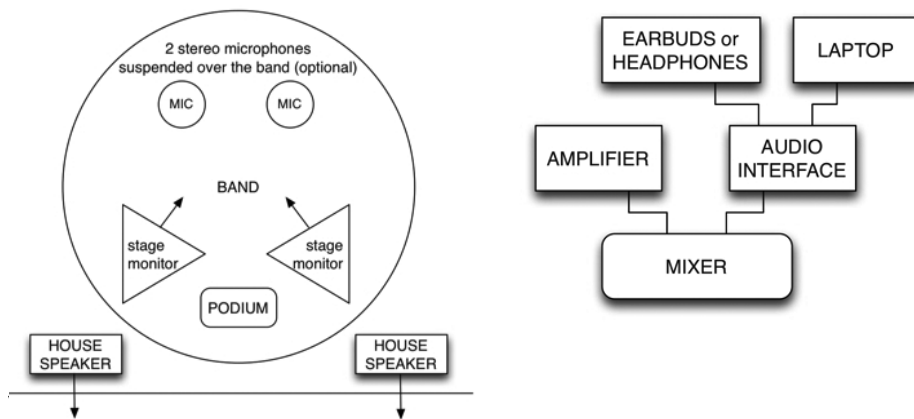 2 stereo microphones
suspended over the band (optional)
MIC
MIC
BAND
stage
monitor
stage
monitor
PODIUM
HOUSE
SPEAKER
HOUSE
SPEAKER
EARBUDS or
HEADPHONES
LAPTOP
AMPLIFIER
AUDIO
INTERFACE
MIXER